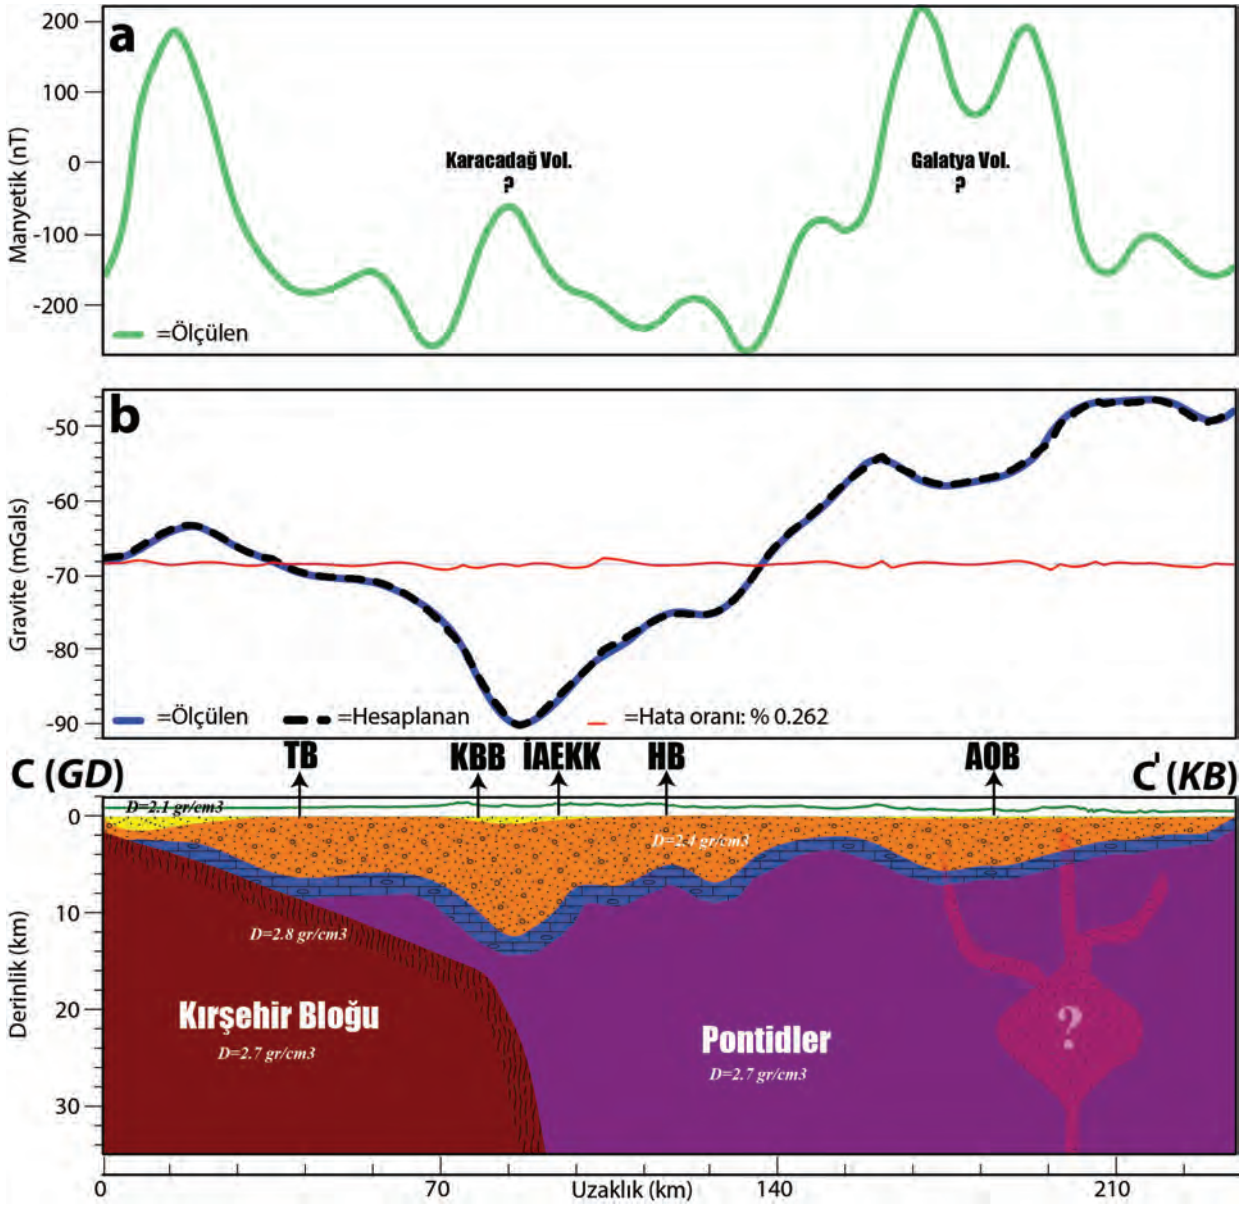 a
200
100
0
-100
-200
Manyetik (nT)
Karacadağ Vol.
?
Galatya Vol.
?
=Ölçülen
b
-50
-60
-70
-80
-90
Gravite (mGals)
=Ölçülen
=Hesaplanan
=Hata oranı: % 0.262
C (GD)
TB
KBB
İAEKK
HB
AOB
C' (KB)
D=2.1 gr/cm3
D=2.4 gr/cm3
D=2.8 gr/cm3
0
10
20
30
Derinlik (km)
Kırşehir Bloğu
D=2.7 gr/cm3
Pontidler
D=2.7 gr/cm3
?
0
70
Uzaklık (km)
140
210